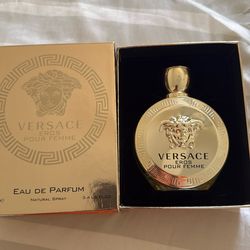 VERSACE
EROS
POUR FEMME
EAU DE PARFUM
NATURAL SPRAY
VERSACE
EROS
POUR FEMME